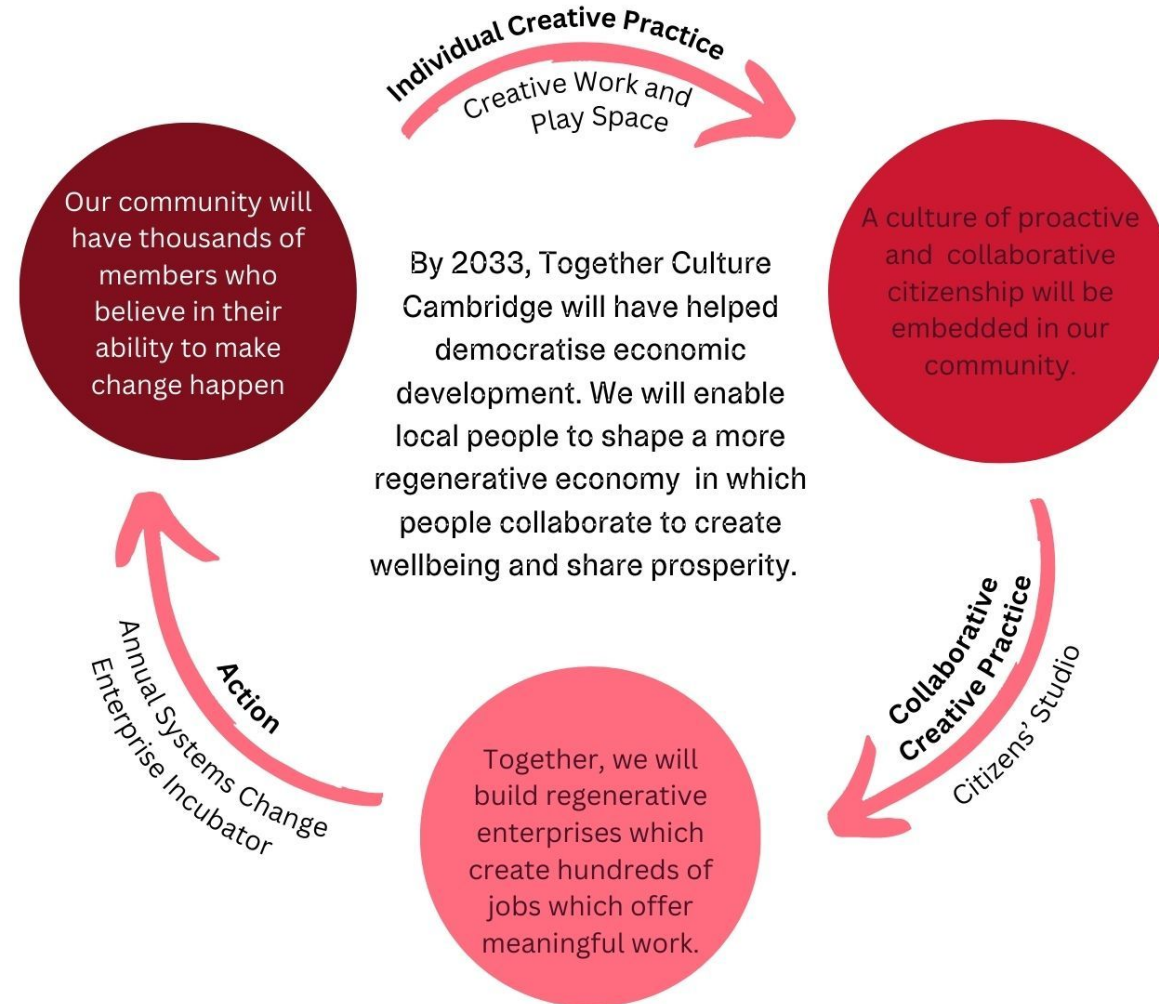 Individual Creative Practice
Creative Work and
Play Space
Our community will
have thousands of
members who
believe in their
ability to make
change happen
By 2033, Together Culture
Cambridge will have helped
democratise economic
development. We will enable
local people to shape a more
regenerative economy in which
people collaborate to create
wellbeing and share prosperity.
A culture of proactive
and collaborative
citizenship will be
embedded in our
community.
Collaborative
Creative Practice
Citizens’ Studio
Together, we will
build regenerative
enterprises which
create hundreds of
jobs which offer
meaningful work.
Action
Annual Systems Change
Enterprise Incubator